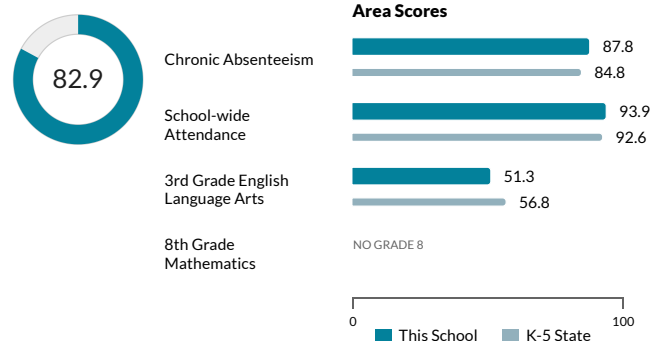 Area Scores
82.9
Chronic Absenteeism
87.8
84.8
School-wide
Attendance
93.9
92.6
3rd Grade English
Language Arts
51.3
56.8
8th Grade
Mathematics
NO GRADE 8
0
100
This School
K-5 State